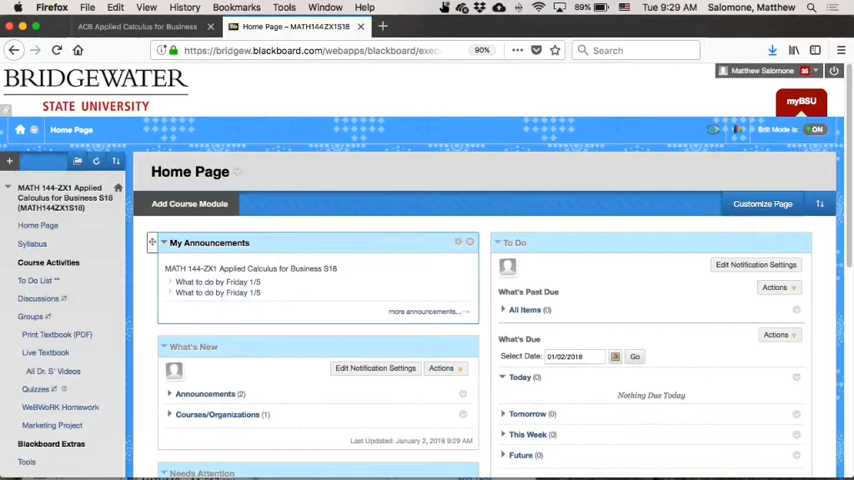 Firefox File Edit View History Bookmarks Tools Window Help 89% Tue 9:29 AM Salomone, Matthew
ACB Applied Calculus for Business
Home Page – MATH144ZX1S18
https://bridgew.blackboard.com/webapps/blackboard/exec
90%
Search
BRIDGEWATER
STATE UNIVERSITY
Matthew Salomone
myBSU
Home Page
Edit Mode is: ON
MATH 144-ZX1 Applied
Calculus for Business S18
(MATH144ZX1S18)
Home Page
Syllabus
Course Activities
To Do List **
Discussions
Groups
Print Textbook (PDF)
Live Textbook
All Dr. S' Videos
Quizzes
WeBWorK Homework
Marketing Project
Blackboard Extras
Tools
Home Page
Add Course Module
Customize Page
My Announcements
MATH 144-ZX1 Applied Calculus for Business S18
What to do by Friday 1/5
What to do by Friday 1/5
more announcements...
What's New
Edit Notification Settings
Actions
Announcements (2)
Courses/Organizations (1)
Last Updated: January 2, 2018 9:29 AM
Needs Attention
To Do
Edit Notification Settings
What's Past Due
Actions
All Items (0)
What's Due
Actions
Select Date: 01/02/2018 Go
Today (0)
Nothing Due Today
Tomorrow (0)
This Week (0)
Future (0)